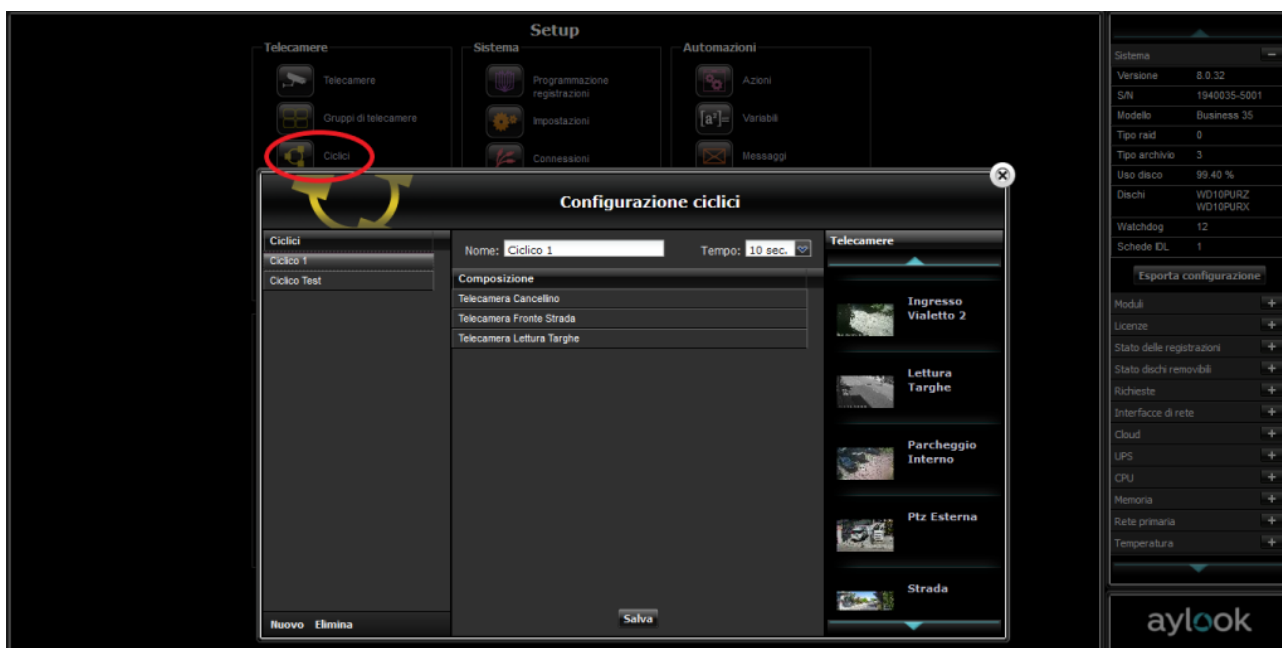 Setup
Telecamere
Sistema
Automazioni
Telecamere
Programmazione
registrazioni
Azioni
Gruppi di telecamere
Impostazioni
[a²]=
Variabili
Ciclici
Connessioni
Messaggi
Configurazione ciclici
Ciclici
Ciclico 1
Ciclico Test
Nuovo Elimina
Nome: Ciclico 1
Tempo: 10 sec.
Composizione
Telecamera Cancellino
Telecamera Fronte Strada
Telecamera Lettura Targhe
Salva
Telecamere
Ingresso
Vialetto 2
Lettura
Targhe
Parcheggio
Interno
Ptz Esterna
Strada
Sistema
Versione 8.0.32
S/N 1940035-5001
Modello Business 35
Tipo raid 0
Tipo archivio 3
Uso disco 99.40 %
Dischi WD10PURZ
WD10PURX
Watchdog 12
Schede IDL 1
Esporta configurazione
Moduli
Licenze
Stato delle registrazioni
Stato dischi removibili
Richieste
Interfacce di rete
Cloud
UPS
CPU
Memoria
Rete primaria
Temperatura
aylook